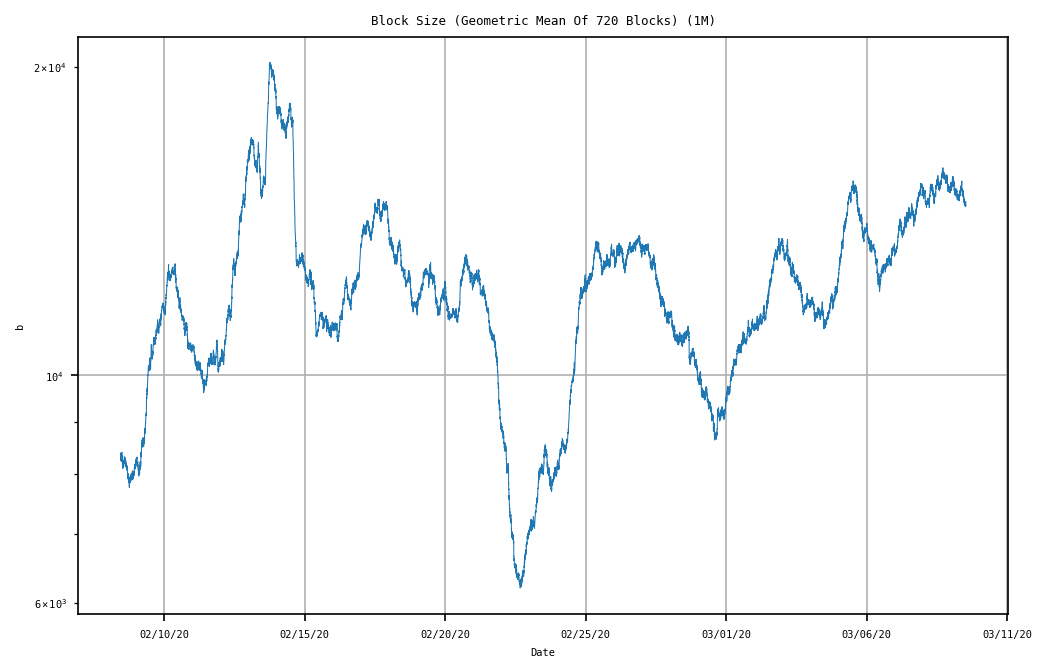 Block Size (Geometric Mean Of 720 Blocks) (1M)
2×10⁴
b
10⁴
6×10³
02/10/20 02/15/20 02/20/20 02/25/20 03/01/20 03/06/20 03/11/20
Date